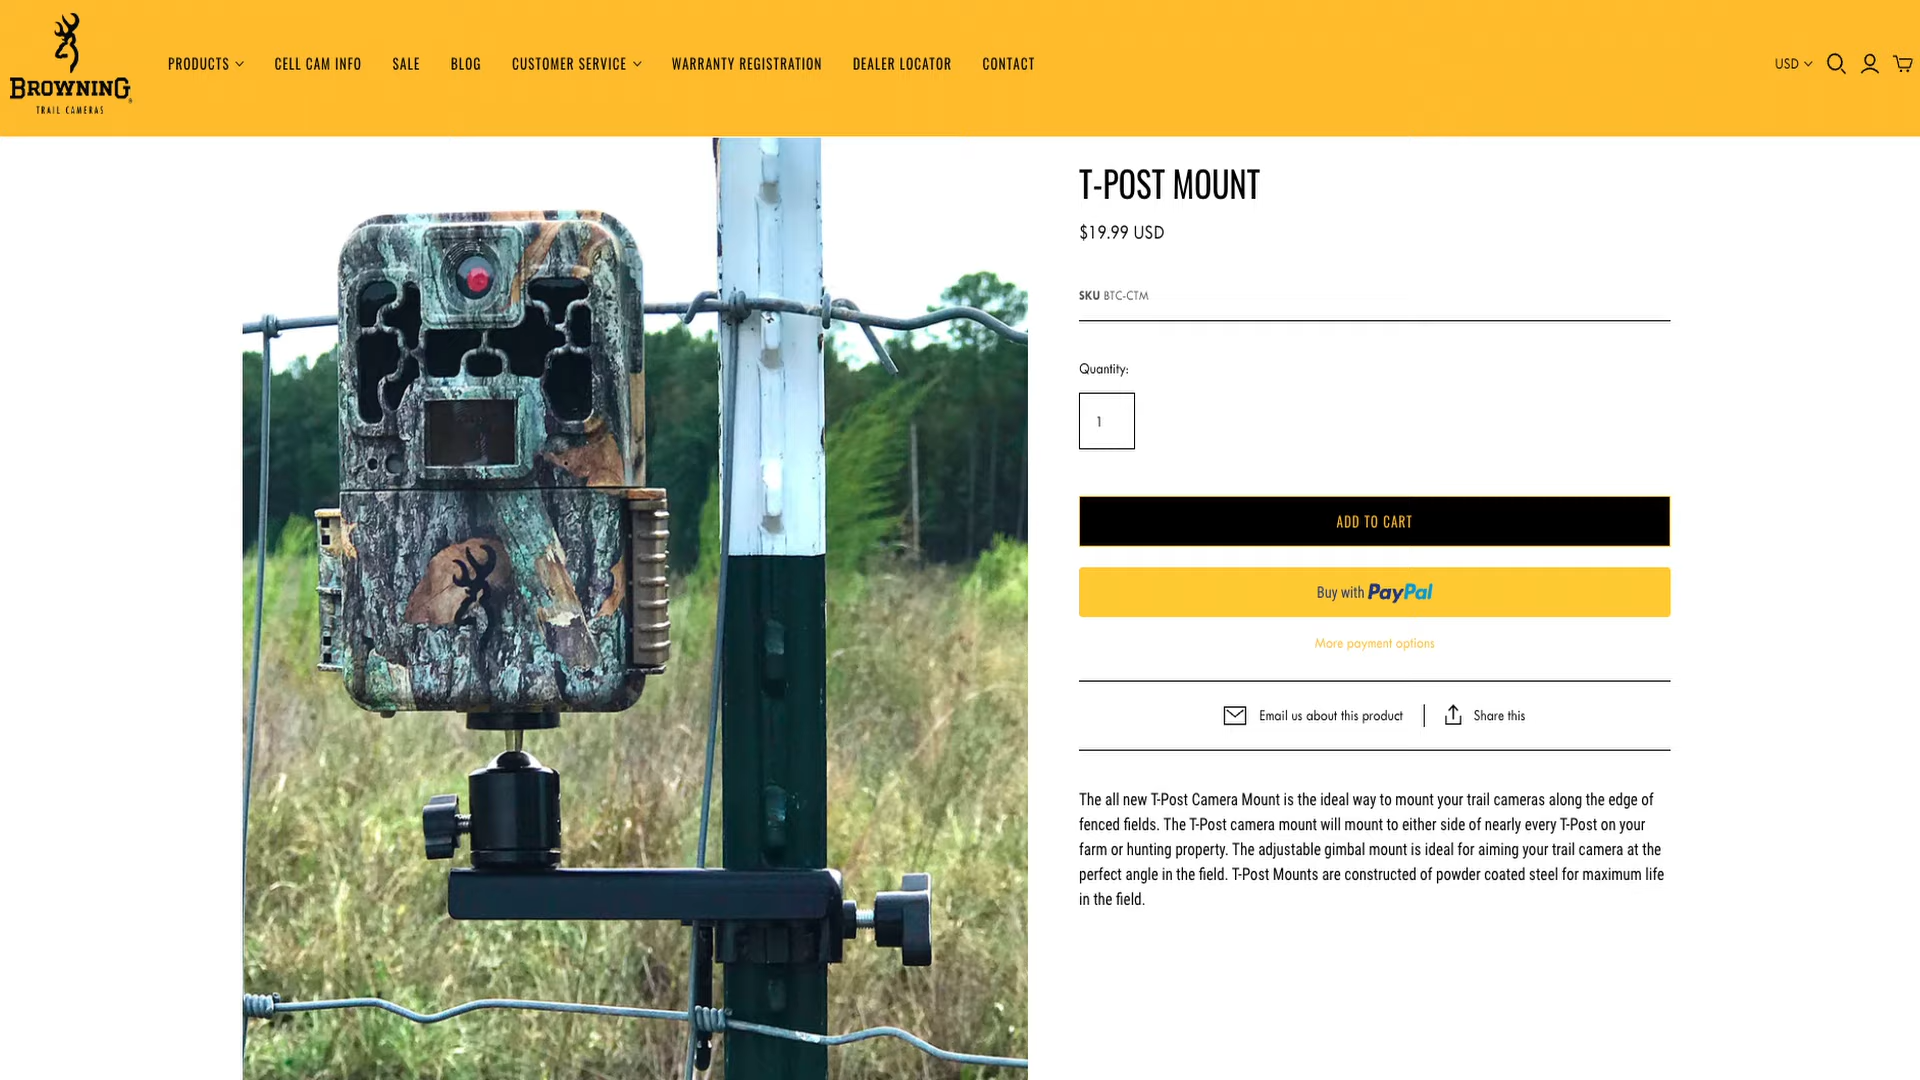 BROWNING
TRAIL CAMERAS
PRODUCTS
CELL CAM INFO
SALE
BLOG
CUSTOMER SERVICE
WARRANTY REGISTRATION
DEALER LOCATOR
CONTACT
USD
T-POST MOUNT
$19.99 USD
SKU BTC-CTM
Quantity:
1
ADD TO CART
Buy with PayPal
More payment options
Email us about this product
Share this
The all new T-Post Camera Mount is the ideal way to mount your trail cameras along the edge of
fenced fields. The T-Post camera mount will mount to either side of nearly every T-Post on your
farm or hunting property. The adjustable gimbal mount is ideal for aiming your trail camera at the
perfect angle in the field. T-Post Mounts are constructed of powder coated steel for maximum life
in the field.